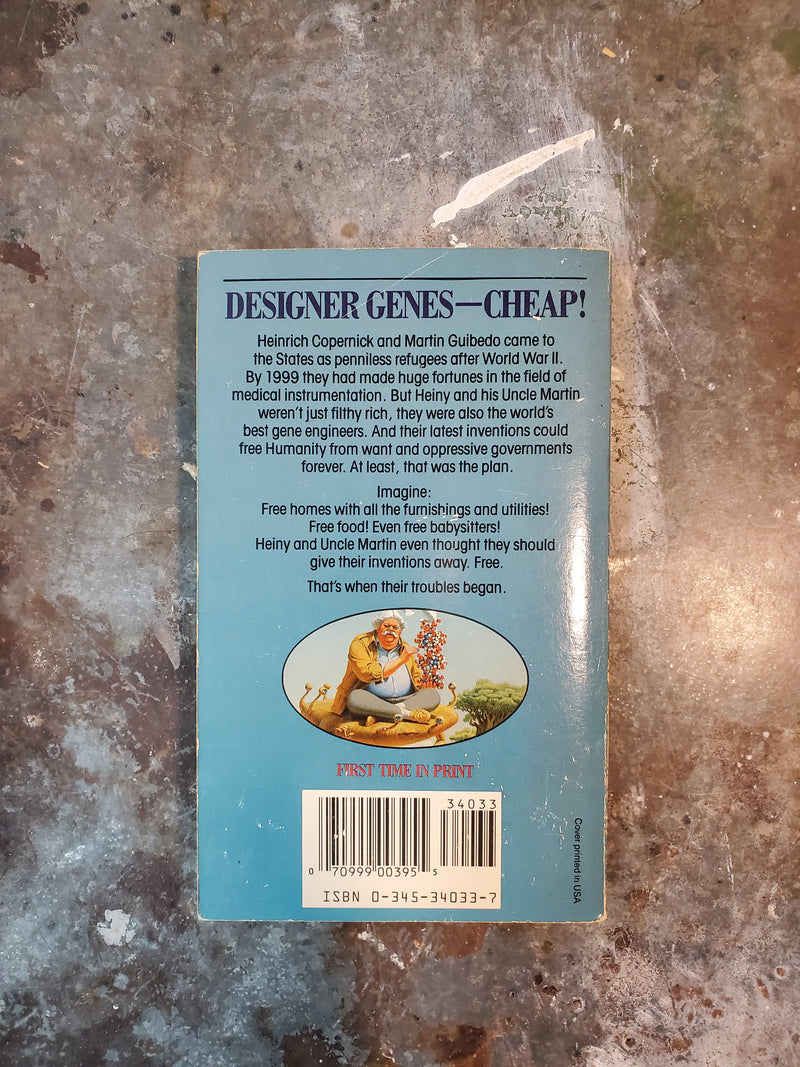 DESIGNER GENES—CHEAP!
Heinrich Copernick and Martin Guibedo came to
the States as penniless refugees after World War II.
By 1999 they had made huge fortunes in the field of
medical instrumentation. But Heiny and his Uncle Martin
weren't just filthy rich, they were also the world's
best gene engineers. And their latest inventions could
free Humanity from want and oppressive governments
forever. At least, that was the plan.
Imagine:
Free homes with all the furnishings and utilities!
Free food! Even free babysitters!
Heiny and Uncle Martin even thought they should
give their inventions away. Free.
That's when their troubles began.
FIRST TIME IN PRINT
34033
0 70999 00395 5
ISBN 0-345-34033-7
Cover printed in USA